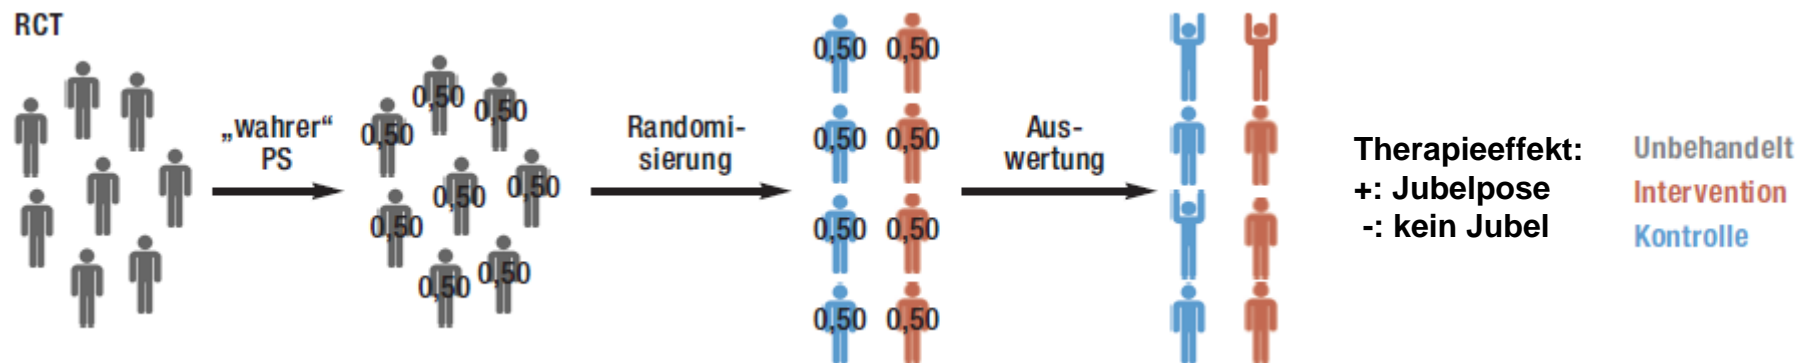 RCT
„wahrer“
PS
0,50
0,50
0,50
0,50
0,50
0,50
0,50
0,50
Randomi-
sierung
0,50 0,50
0,50 0,50
0,50 0,50
0,50 0,50
Aus-
wertung
Therapieeffekt:
+: Jubelpose
-: kein Jubel
Unbehandelt
Intervention
Kontrolle